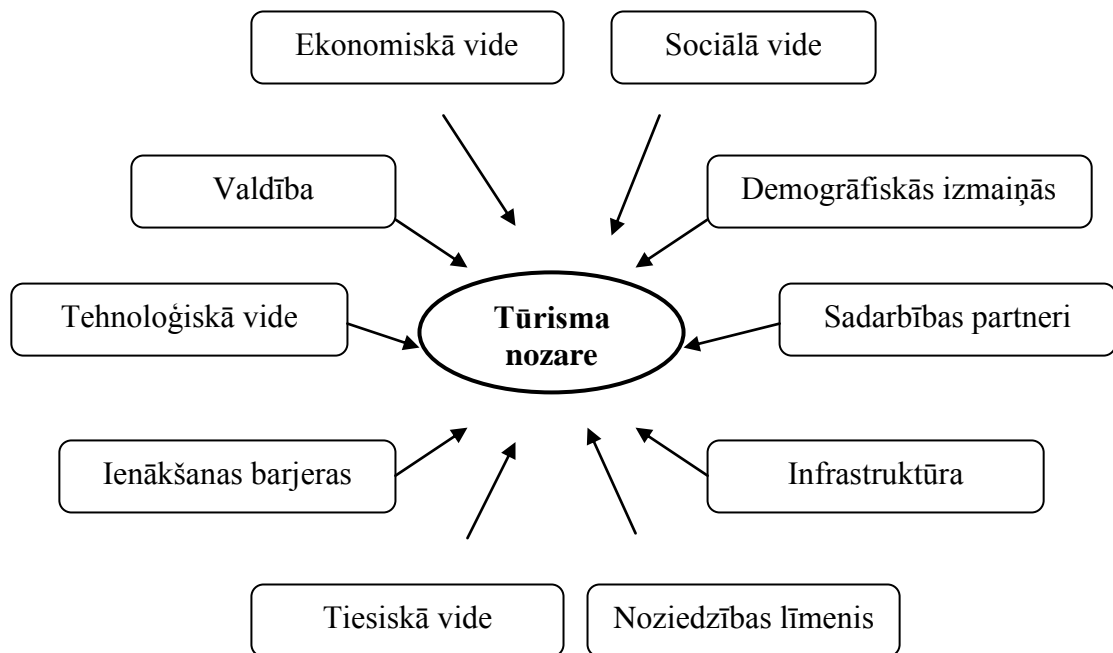 Ekonomiskā vide
Sociālā vide
Valdība
Demogrāfiskās izmaiņās
Tehnoloģiskā vide
Tūrisma
nozare
Sadarbības partneri
Ienākšanas barjeras
Infrastruktūra
Tiesiskā vide
Noziedzības līmenis